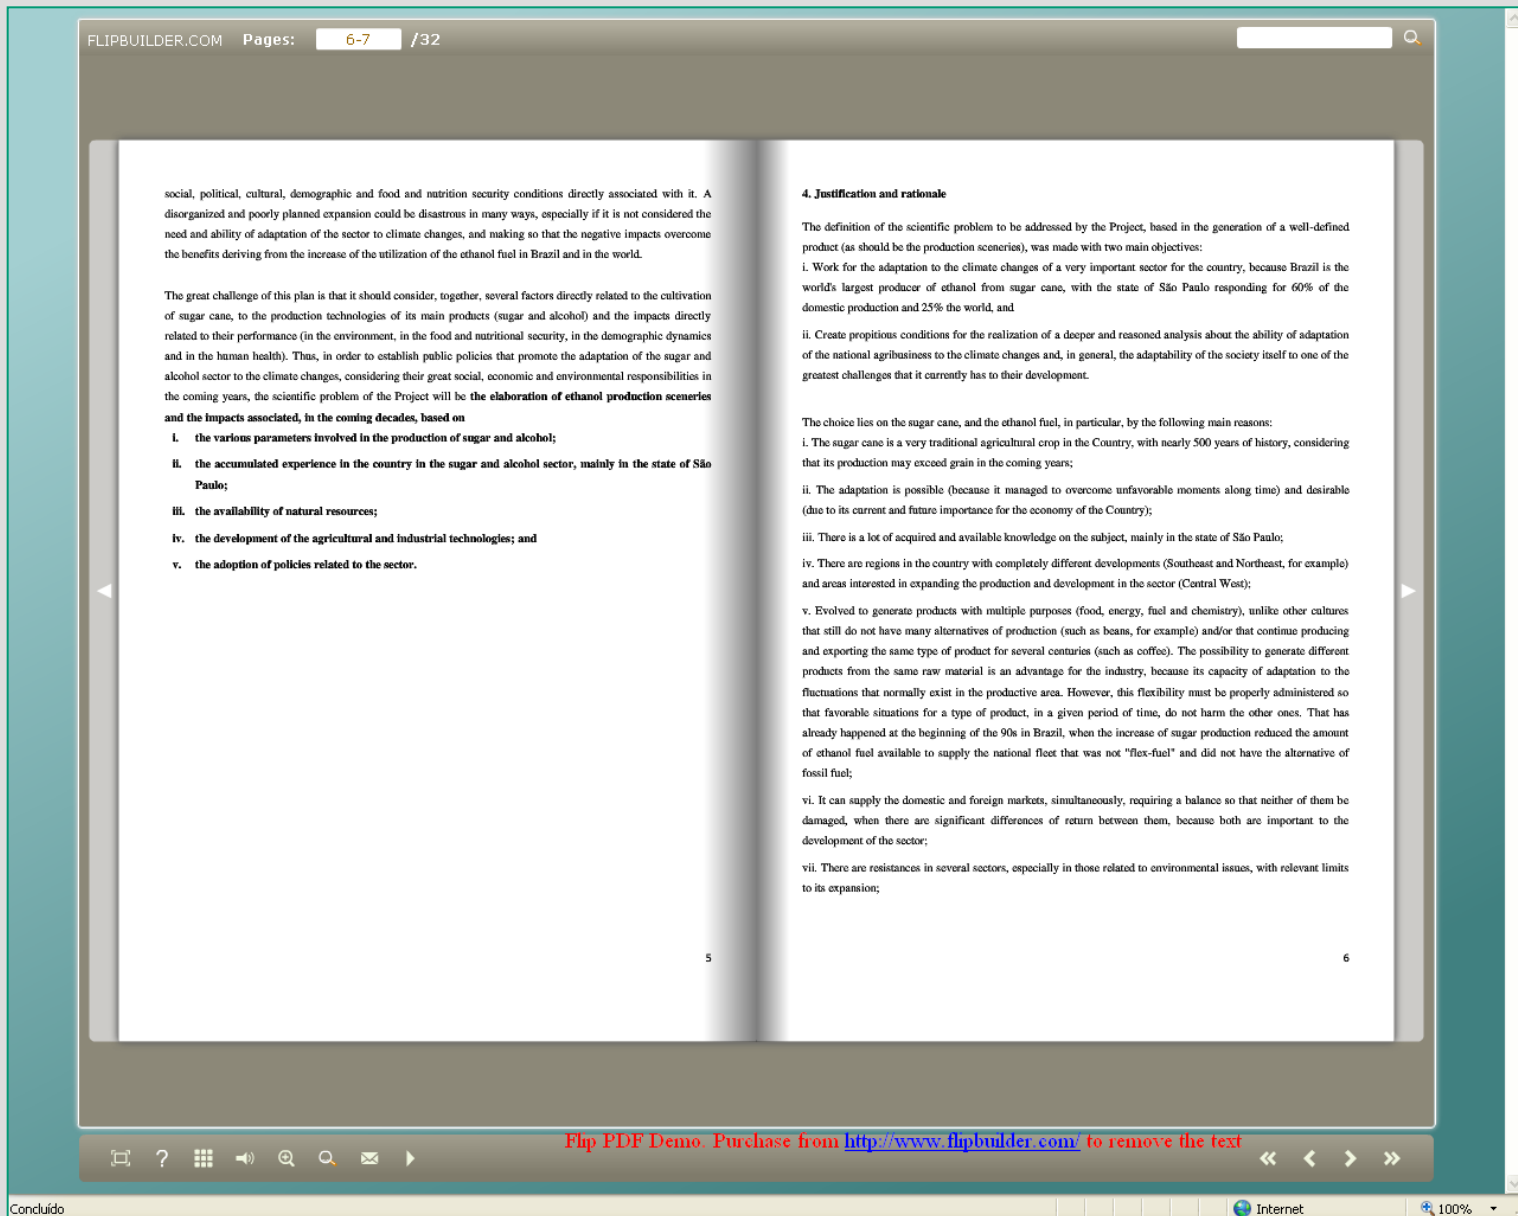 FLIPBUILDER.COM Pages: 6-7 /32
social, political, cultural, demographic and food and nutrition security conditions directly associated with it. A
disorganized and poorly planned expansion could be disastrous in many ways, especially if it is not considered the
need and ability of adaptation of the sector to climate changes, and making so that the negative impacts overcome
the benefits deriving from the increase of the utilization of the ethanol fuel in Brazil and in the world.
The great challenge of this plan is that it should consider, together, several factors directly related to the cultivation
of sugar cane, to the production technologies of its main products (sugar and alcohol) and the impacts directly
related to their performance (in the environment, in the food and nutritional security, in the demographic dynamics
and in the human health). Thus, in order to establish public policies that promote the adaptation of the sugar and
alcohol sector to the climate changes, considering their great social, economic and environmental responsibilities in
the coming years, the scientific problem of the Project will be the elaboration of ethanol production sceneries
and the impacts associated, in the coming decades, based on
i. the various parameters involved in the production of sugar and alcohol;
ii. the accumulated experience in the country in the sugar and alcohol sector, mainly in the state of São
Paulo;
iii. the availability of natural resources;
iv. the development of the agricultural and industrial technologies; and
v. the adoption of policies related to the sector.
5
4. Justification and rationale
The definition of the scientific problem to be addressed by the Project, based in the generation of a well-defined
product (as should be the production sceneries), was made with two main objectives:
i. Work for the adaptation to the climate changes of a very important sector for the country, because Brazil is the
world's largest producer of ethanol from sugar cane, with the state of São Paulo responding for 60% of the
domestic production and 25% the world, and
ii. Create propitious conditions for the realization of a deeper and reasoned analysis about the ability of adaptation
of the national agribusiness to the climate changes and, in general, the adaptability of the society itself to one of the
greatest challenges that it currently has to their development.
The choice lies on the sugar cane, and the ethanol fuel, in particular, by the following main reasons:
i. The sugar cane is a very traditional agricultural crop in the Country, with nearly 500 years of history, considering
that its production may exceed grain in the coming years;
ii. The adaptation is possible (because it managed to overcome unfavorable moments along time) and desirable
(due to its current and future importance for the economy of the Country);
iii. There is a lot of acquired and available knowledge on the subject, mainly in the state of São Paulo;
iv. There are regions in the country with completely different developments (Southeast and Northeast, for example)
and areas interested in expanding the production and development in the sector (Central West);
v. Evolved to generate products with multiple purposes (food, energy, fuel and chemistry), unlike other cultures
that still do not have many alternatives of production (such as beans, for example) and/or that continue producing
and exporting the same type of product for several centuries (such as coffee). The possibility to generate different
products from the same raw material is an advantage for the industry, because its capacity of adaptation to the
fluctuations that normally exist in the productive area. However, this flexibility must be properly administered so
that favorable situations for a type of product, in a given period of time, do not harm the other ones. That has
already happened at the beginning of the 90s in Brazil, when the increase of sugar production reduced the amount
of ethanol fuel available to supply the national fleet that was not "flex-fuel" and did not have the alternative of
fossil fuel;
vi. It can supply the domestic and foreign markets, simultaneously, requiring a balance so that neither of them be
damaged, when there are significant differences of return between them, because both are important to the
development of the sector;
vii. There are resistances in several sectors, especially in those related to environmental issues, with relevant limits
to its expansion;
6
Flip PDF Demo. Purchase from http://www.flipbuilder.com/ to remove the text
Concluído Internet 100%